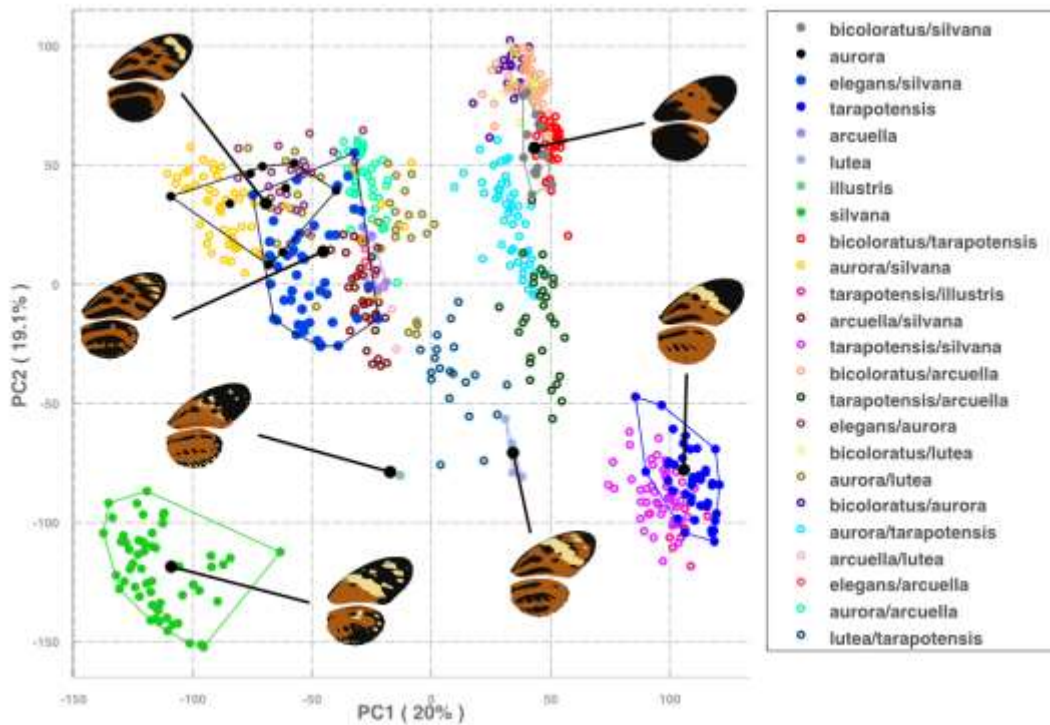 100
50
0
-50
-100
-150
-150
-100
-50
0
50
100
PC2 ( 19.1%)
PC1 ( 20%)
bicoloratus/silvana
aurora
elegans/silvana
tarapotensis
arcuella
lutea
illustris
silvana
bicoloratus/tarapotensis
aurora/silvana
tarapotensis/illustris
arcuella/silvana
tarapotensis/silvana
bicoloratus/arcuella
tarapotensis/arcuella
elegans/aurora
bicoloratus/lutea
aurora/lutea
bicoloratus/aurora
aurora/tarapotensis
arcuella/lutea
elegans/arcuella
aurora/arcuella
lutea/tarapotensis